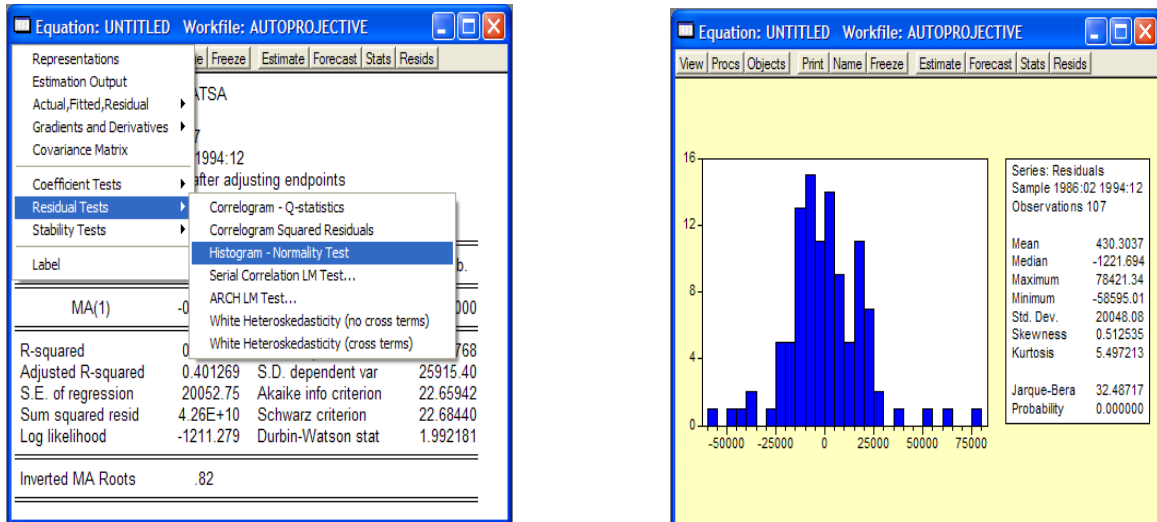 Equation: UNTITLED Workfile: AUTOPROJECTIVE
Freeze Estimate Forecast Stats Resids
Representations
Estimation Output
Actual,Fitted,Residual
Gradients and Derivatives
Covariance Matrix
Coefficient Tests
Residual Tests
Stability Tests
Label
ATSA
7
1994:12
after adjusting endpoints
Correlogram - Q-statistics
Correlogram Squared Residuals
Histogram - Normality Test
Serial Correlation LM Test...
ARCH LM Test...
White Heteroskedasticity (no cross terms)
White Heteroskedasticity (cross terms)
b.
MA(1) -0 000
R-squared 0 768
Adjusted R-squared 0.401269 S.D. dependent var 25915.40
S.E. of regression 20052.75 Akaike info criterion 22.65942
Sum squared resid 4.26E+10 Schwarz criterion 22.68440
Log likelihood -1211.279 Durbin-Watson stat 1.992181
Inverted MA Roots .82
Equation: UNTITLED Workfile: AUTOPROJECTIVE
View Procs Objects Print Name Freeze Estimate Forecast Stats Resids
16
12
8
4
0
-50000 -25000 0 25000 50000 75000
Series: Residuals
Sample 1986:02 1994:12
Observations 107
Mean 430.3037
Median -1221.694
Maximum 78421.34
Minimum -58595.01
Std. Dev. 20048.08
Skewness 0.512535
Kurtosis 5.497213
Jarque-Bera 32.48717
Probability 0.000000